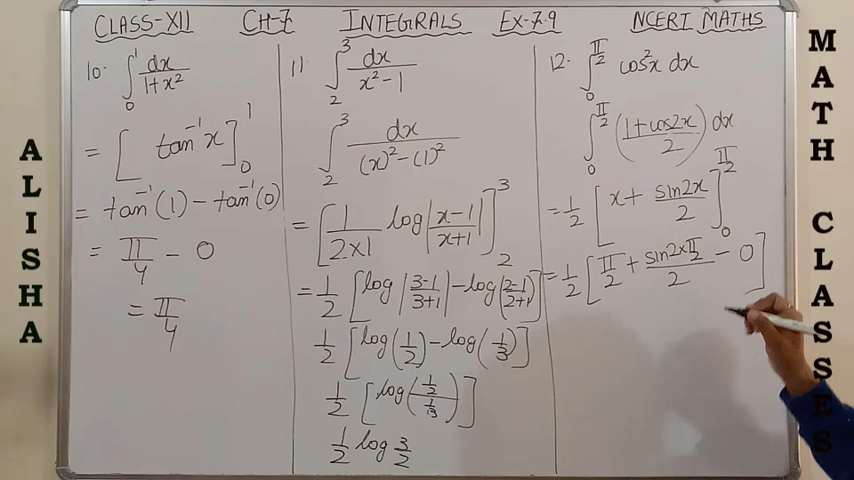 CLASS-XII CH-7 INTEGRALS EX-7.9 NCERT MATHS
ALISHA
10. ∫₀¹ dx/(1+x²)
= [tan⁻¹x]₀¹
= tan⁻¹(1) - tan⁻¹(0)
= π/4 - 0
= π/4
11 ∫₂³ dx/(x²-1)
∫₂³ dx/((x)²-(1)²)
= [1/(2×1) log|(x-1)/(x+1)|]₂³
= 1/2 [log|(3-1)/(3+1)| - log(2-1)/(2+1)|]
1/2 [log(1/2) - log(1/3)]
1/2 [log((1/2)/(1/3))]
1/2 log 3/2
12. ∫₀^(π/2) cos²x dx
∫₀^(π/2) ((1+cos2x)/2) dx
= 1/2 [x + sin2x/2]₀^(π/2)
= 1/2 [π/2 + (sin2×π/2)/2 - 0]
MATH CLASSES